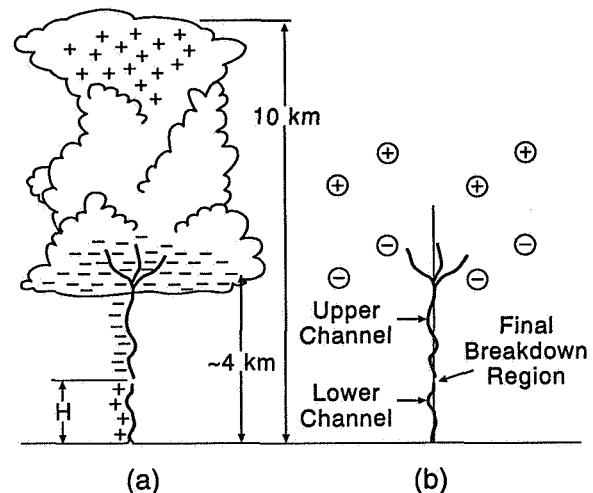 10 km
~4 km
H
Upper
Channel
Lower
Channel
Final
Breakdown
Region
(a)
(b)